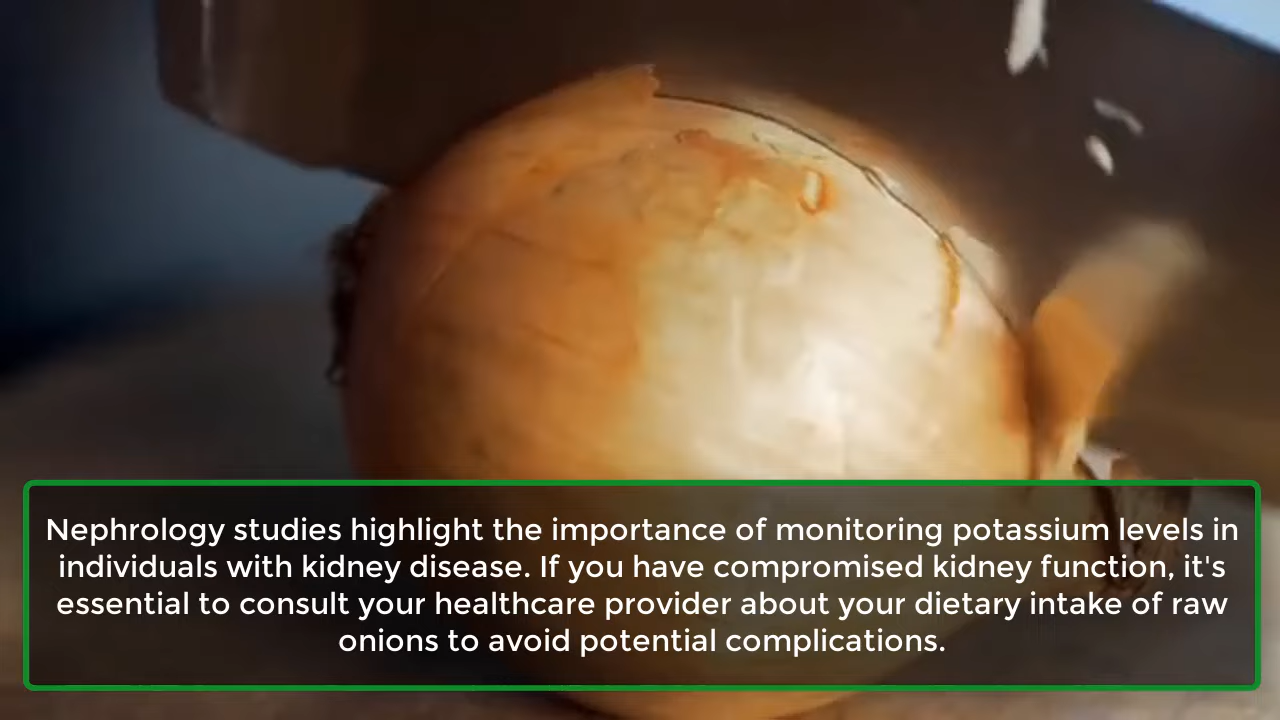 Nephrology studies highlight the importance of monitoring potassium levels in
individuals with kidney disease. If you have compromised kidney function, it's
essential to consult your healthcare provider about your dietary intake of raw
onions to avoid potential complications.